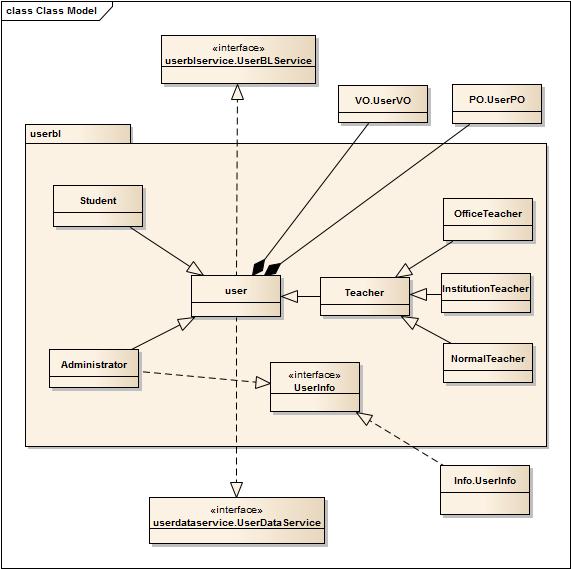 class Class Model
«interface»
userblservice.UserBLService
VO.UserVO
PO.UserPO
userbl
Student
OfficeTeacher
user
Teacher
InstitutionTeacher
Administrator
«interface»
UserInfo
NormalTeacher
Info.UserInfo
«interface»
userdataservice.UserDataService